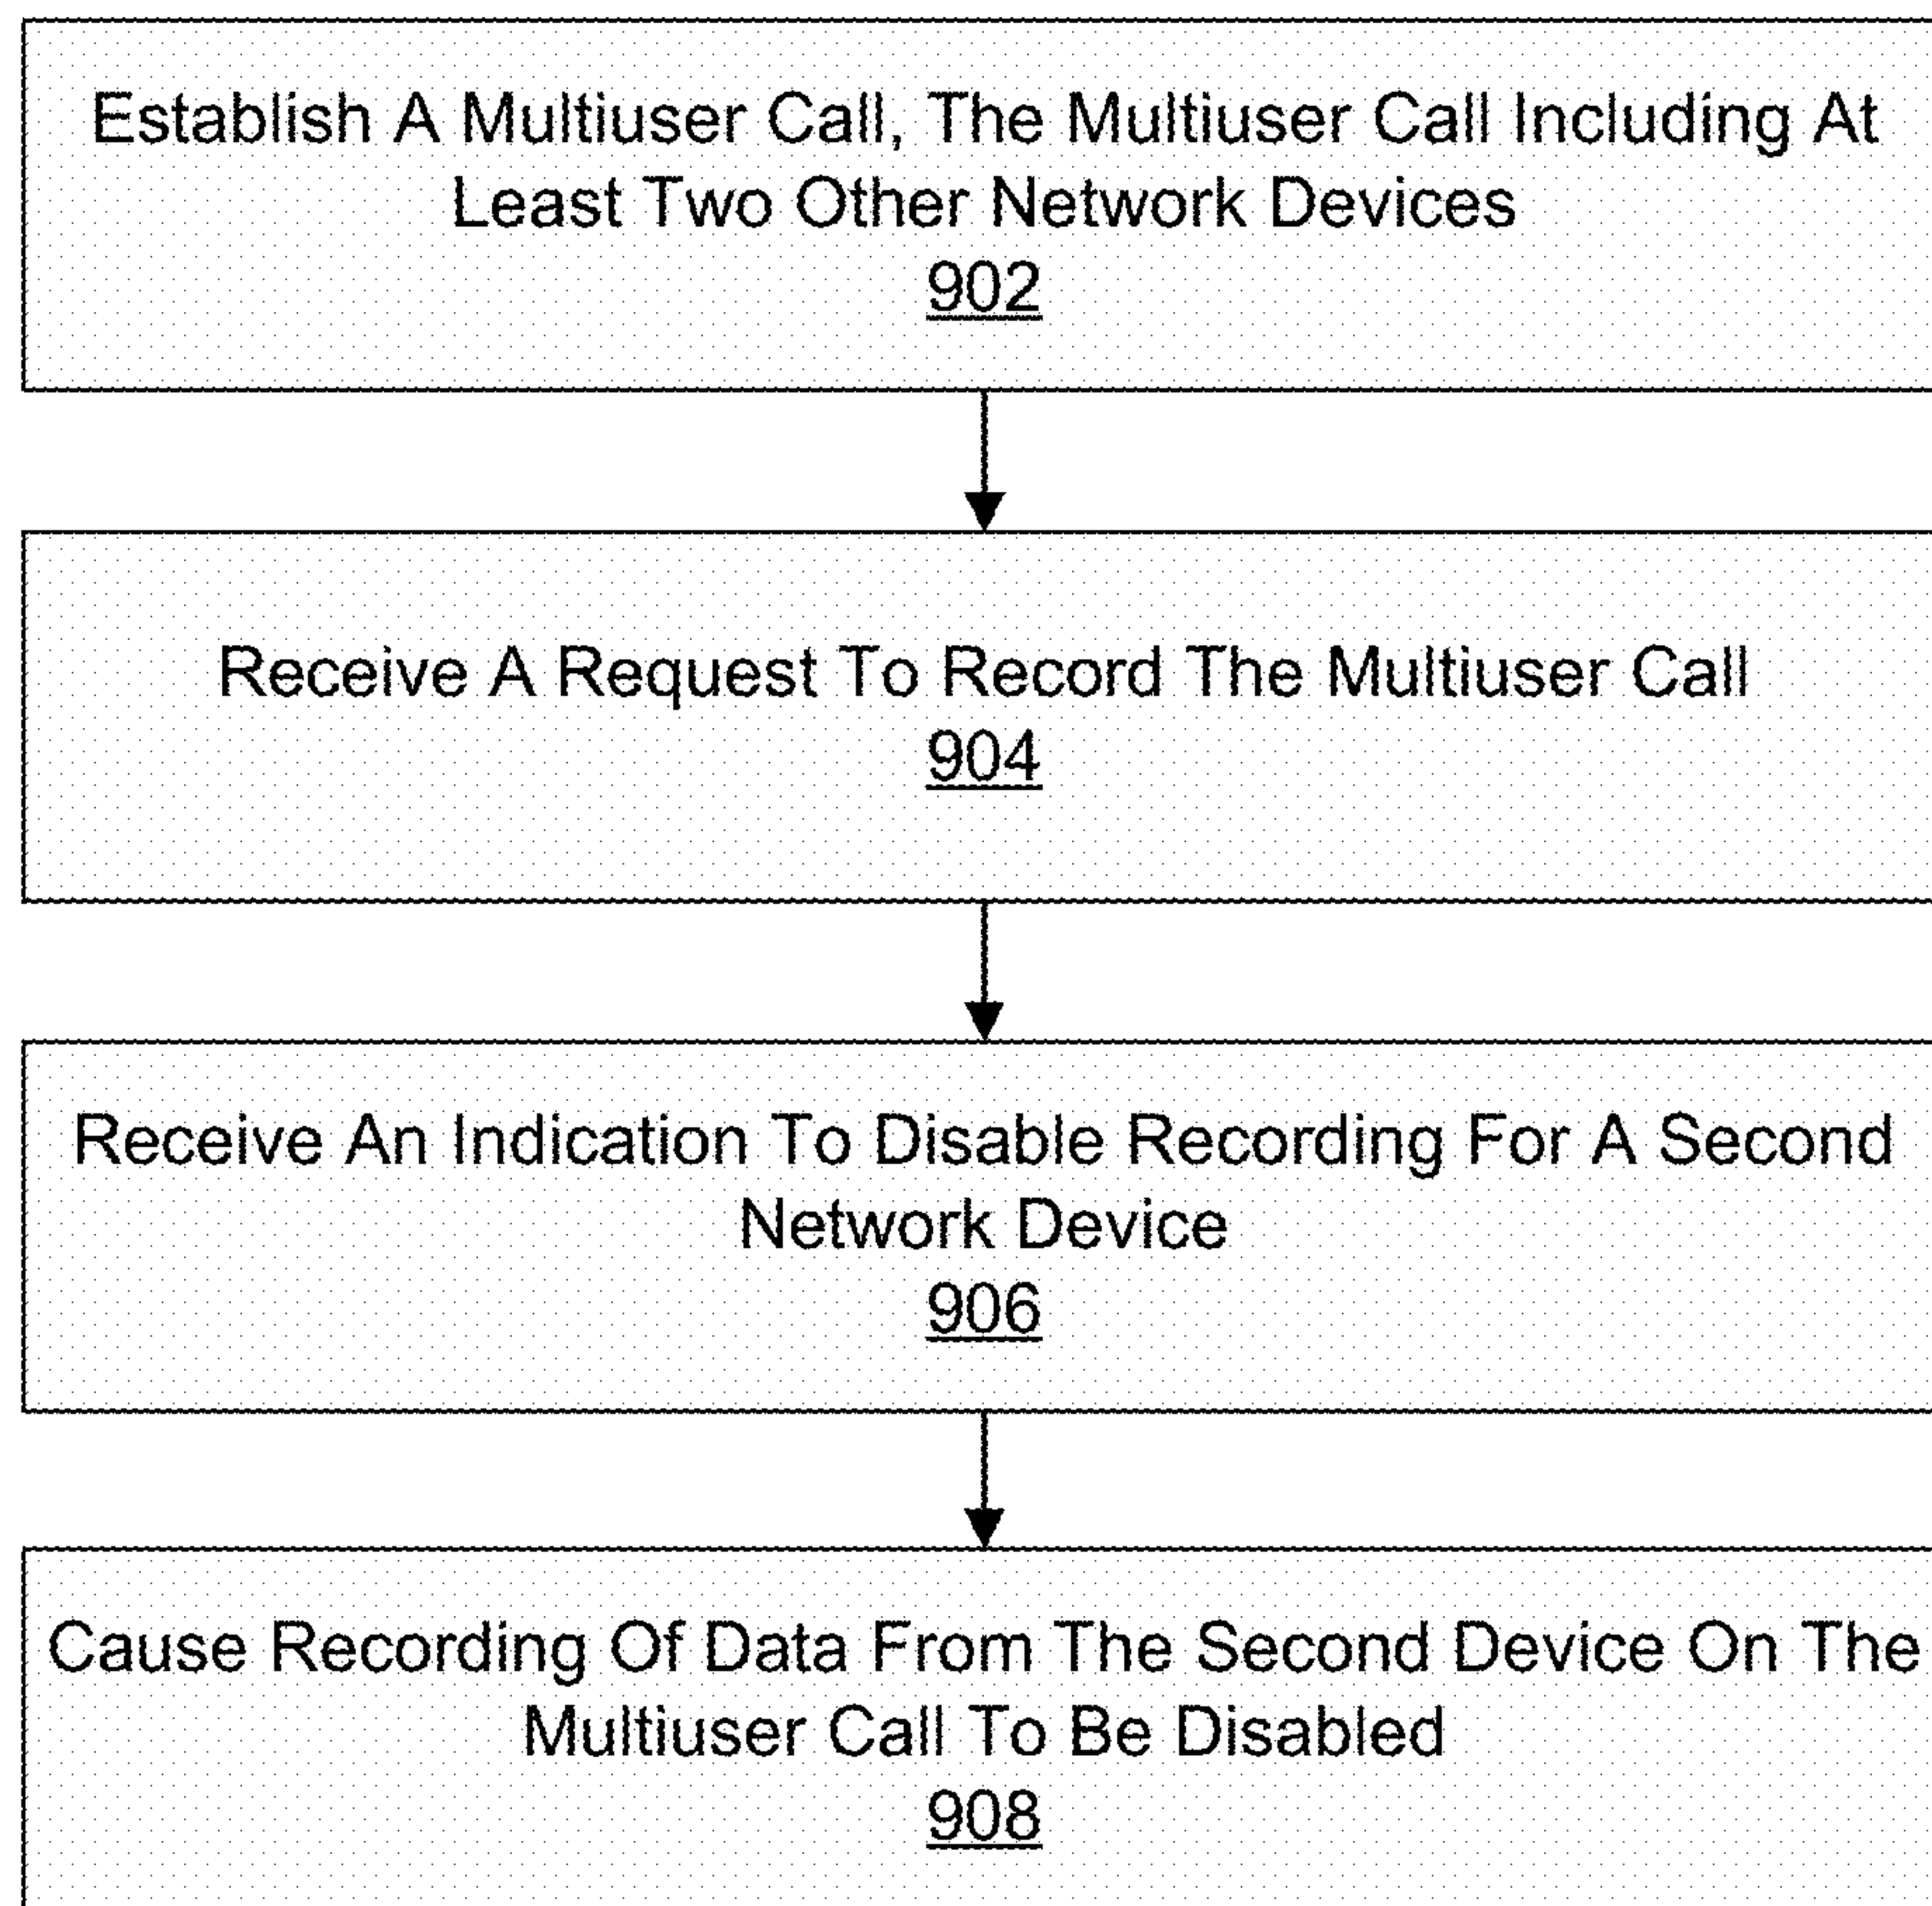 Establish A Multiuser Call, The Multiuser Call Including At
Least Two Other Network Devices
902
Receive A Request To Record The Multiuser Call
904
Receive An Indication To Disable Recording For A Second
Network Device
906
Cause Recording Of Data From The Second Device On The
Multiuser Call To Be Disabled
908